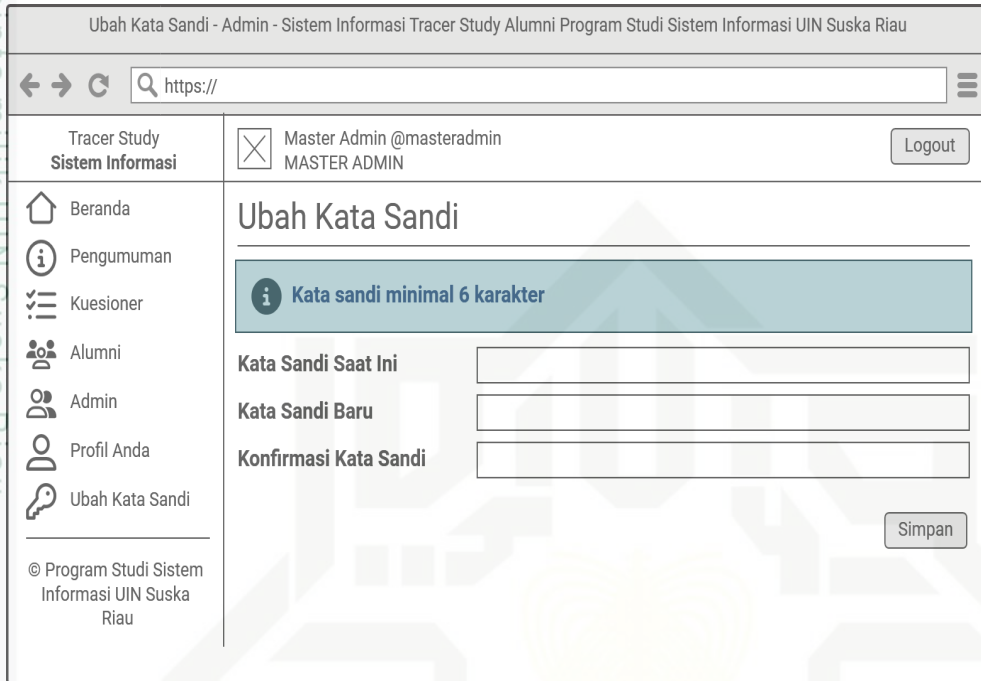 Ubah Kata Sandi - Admin - Sistem Informasi Tracer Study Alumni Program Studi Sistem Informasi UIN Suska Riau
https://
Tracer Study
Sistem Informasi
Master Admin @masteradmin
MASTER ADMIN
Logout
Beranda
Pengumuman
Kuesioner
Alumni
Admin
Profil Anda
Ubah Kata Sandi
© Program Studi Sistem
Informasi UIN Suska
Riau
Ubah Kata Sandi
Kata sandi minimal 6 karakter
Kata Sandi Saat Ini
Kata Sandi Baru
Konfirmasi Kata Sandi
Simpan